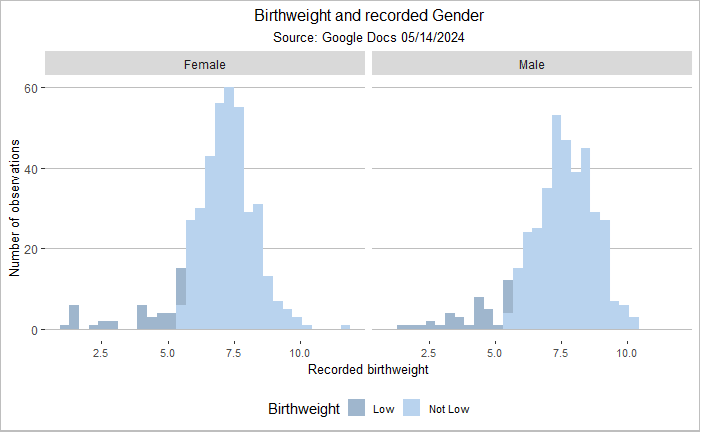 Birthweight and recorded Gender
Source: Google Docs 05/14/2024
Female Male
60
40
20
0
Number of observations
2.5 5.0 7.5 10.0 2.5 5.0 7.5 10.0
Recorded birthweight
Birthweight Low Not Low